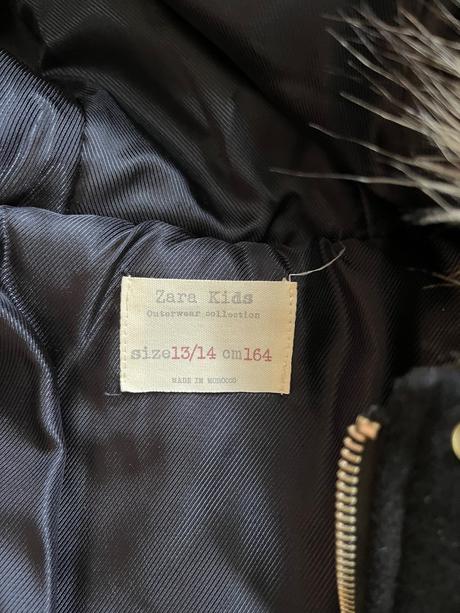 Zara Kids
Outerwear collection
size13/14 cm164
MADE IN MOROCCO